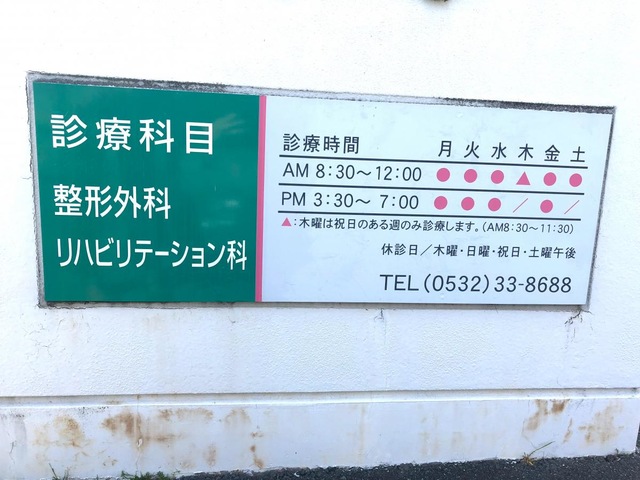 診療科目
整形外科
リハビリテーション科
診療時間 月 火 水 木 金 土
AM 8:30〜12:00 ● ● ● ▲ ● ●
PM 3:30〜 7:00 ● ● ● ／ ● ／
▲:木曜は祝日のある週のみ診療します。(AM8:30〜11:30)
休診日／木曜・日曜・祝日・土曜午後
TEL(0532)33-8688